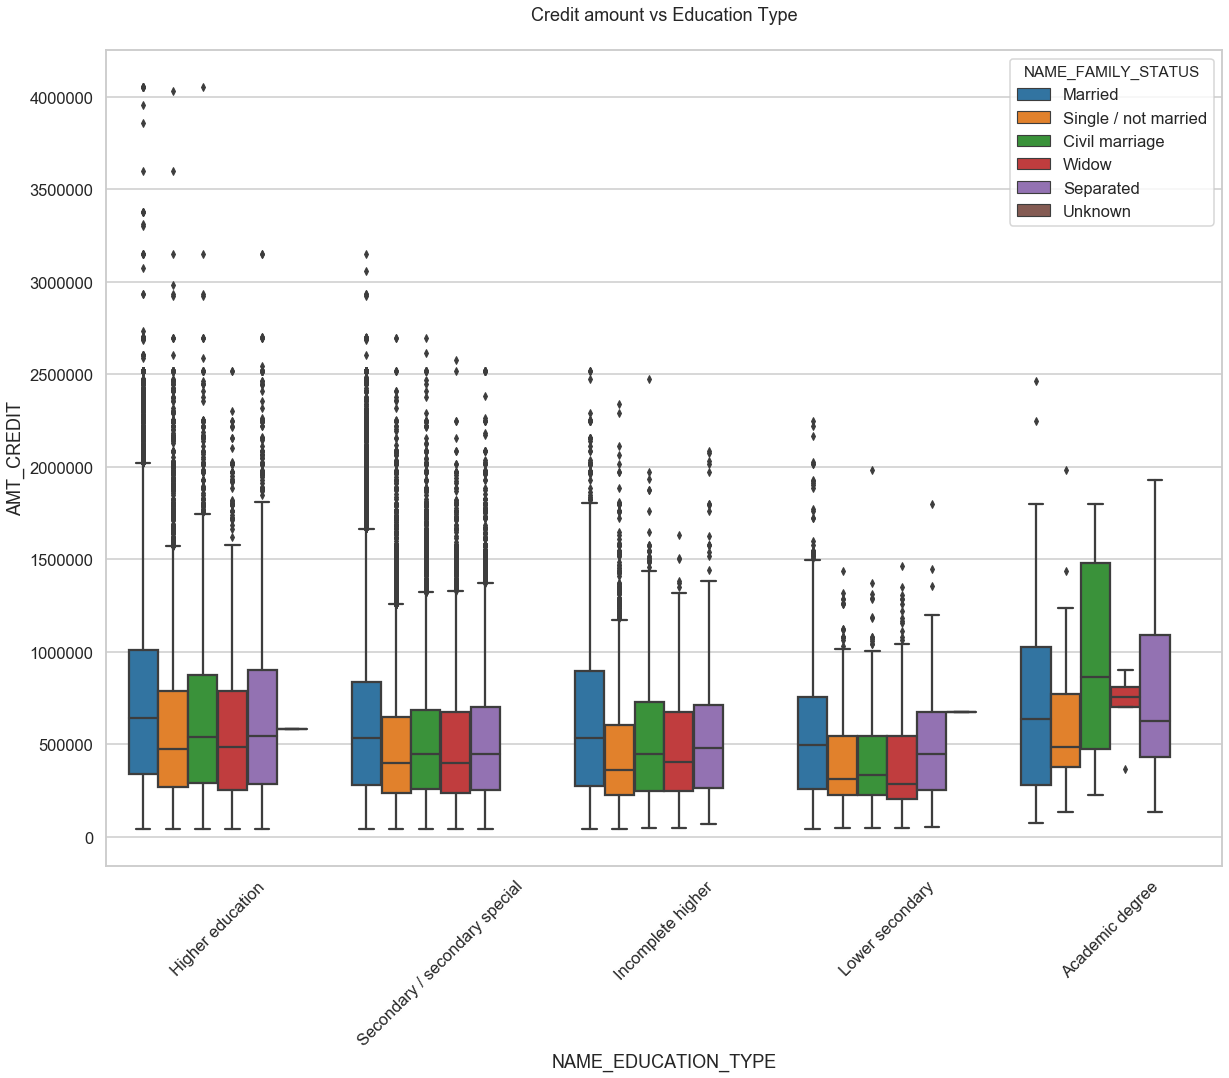 Credit amount vs Education Type
NAME_FAMILY_STATUS
Married
Single / not married
Civil marriage
Widow
Separated
Unknown
AMT_CREDIT
4000000
3500000
3000000
2500000
2000000
1500000
1000000
500000
0
Higher education
Secondary / secondary special
Incomplete higher
Lower secondary
Academic degree
NAME_EDUCATION_TYPE